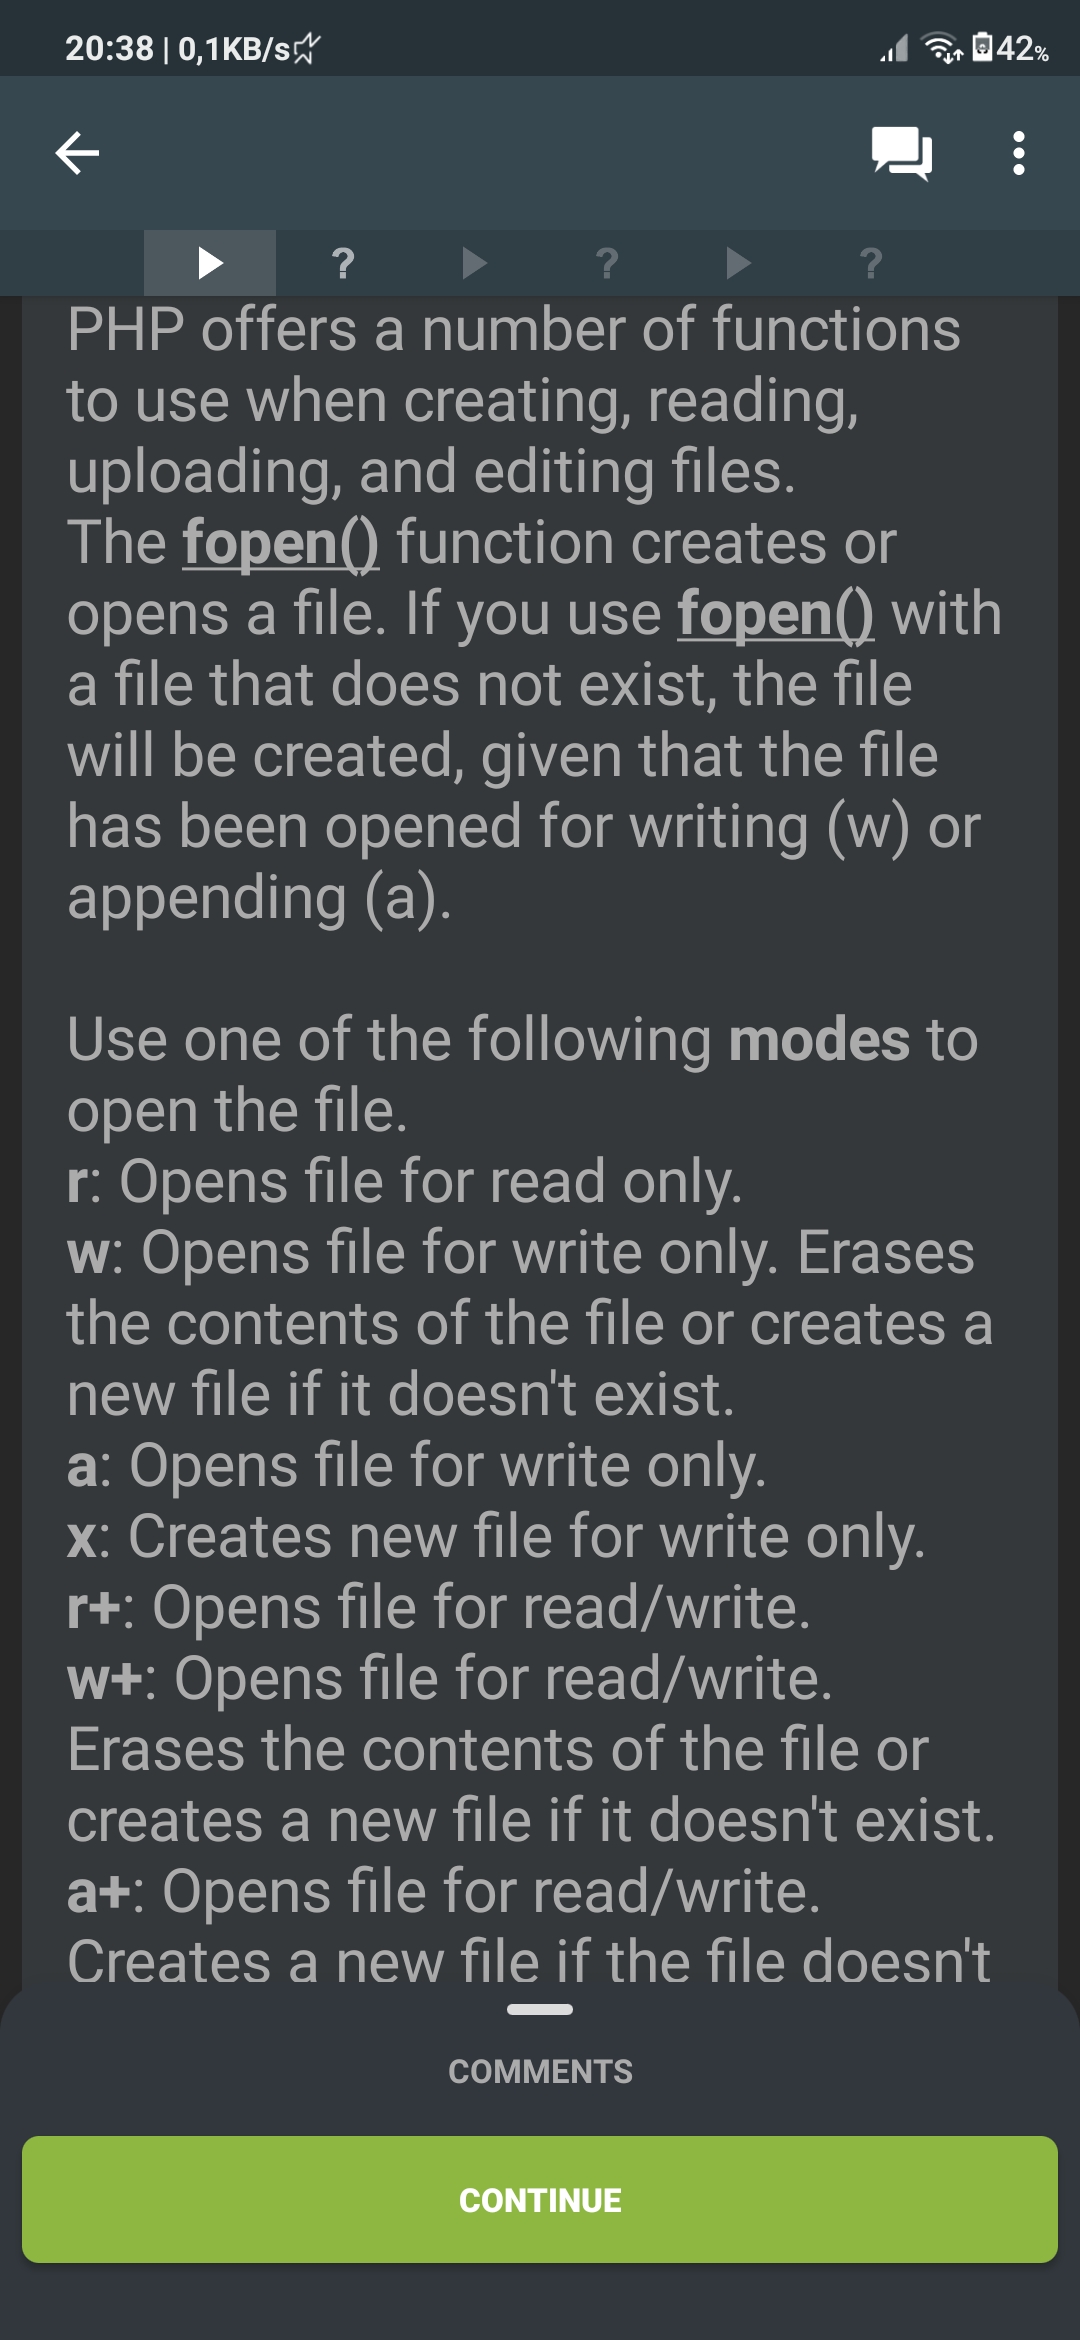 20:38 | 0,1KB/s
42%
? ? ?
PHP offers a number of functions
to use when creating, reading,
uploading, and editing files.
The fopen() function creates or
opens a file. If you use fopen() with
a file that does not exist, the file
will be created, given that the file
has been opened for writing (w) or
appending (a).
Use one of the following modes to
open the file.
r: Opens file for read only.
w: Opens file for write only. Erases
the contents of the file or creates a
new file if it doesn't exist.
a: Opens file for write only.
x: Creates new file for write only.
r+: Opens file for read/write.
w+: Opens file for read/write.
Erases the contents of the file or
creates a new file if it doesn't exist.
a+: Opens file for read/write.
Creates a new file if the file doesn't
COMMENTS
CONTINUE